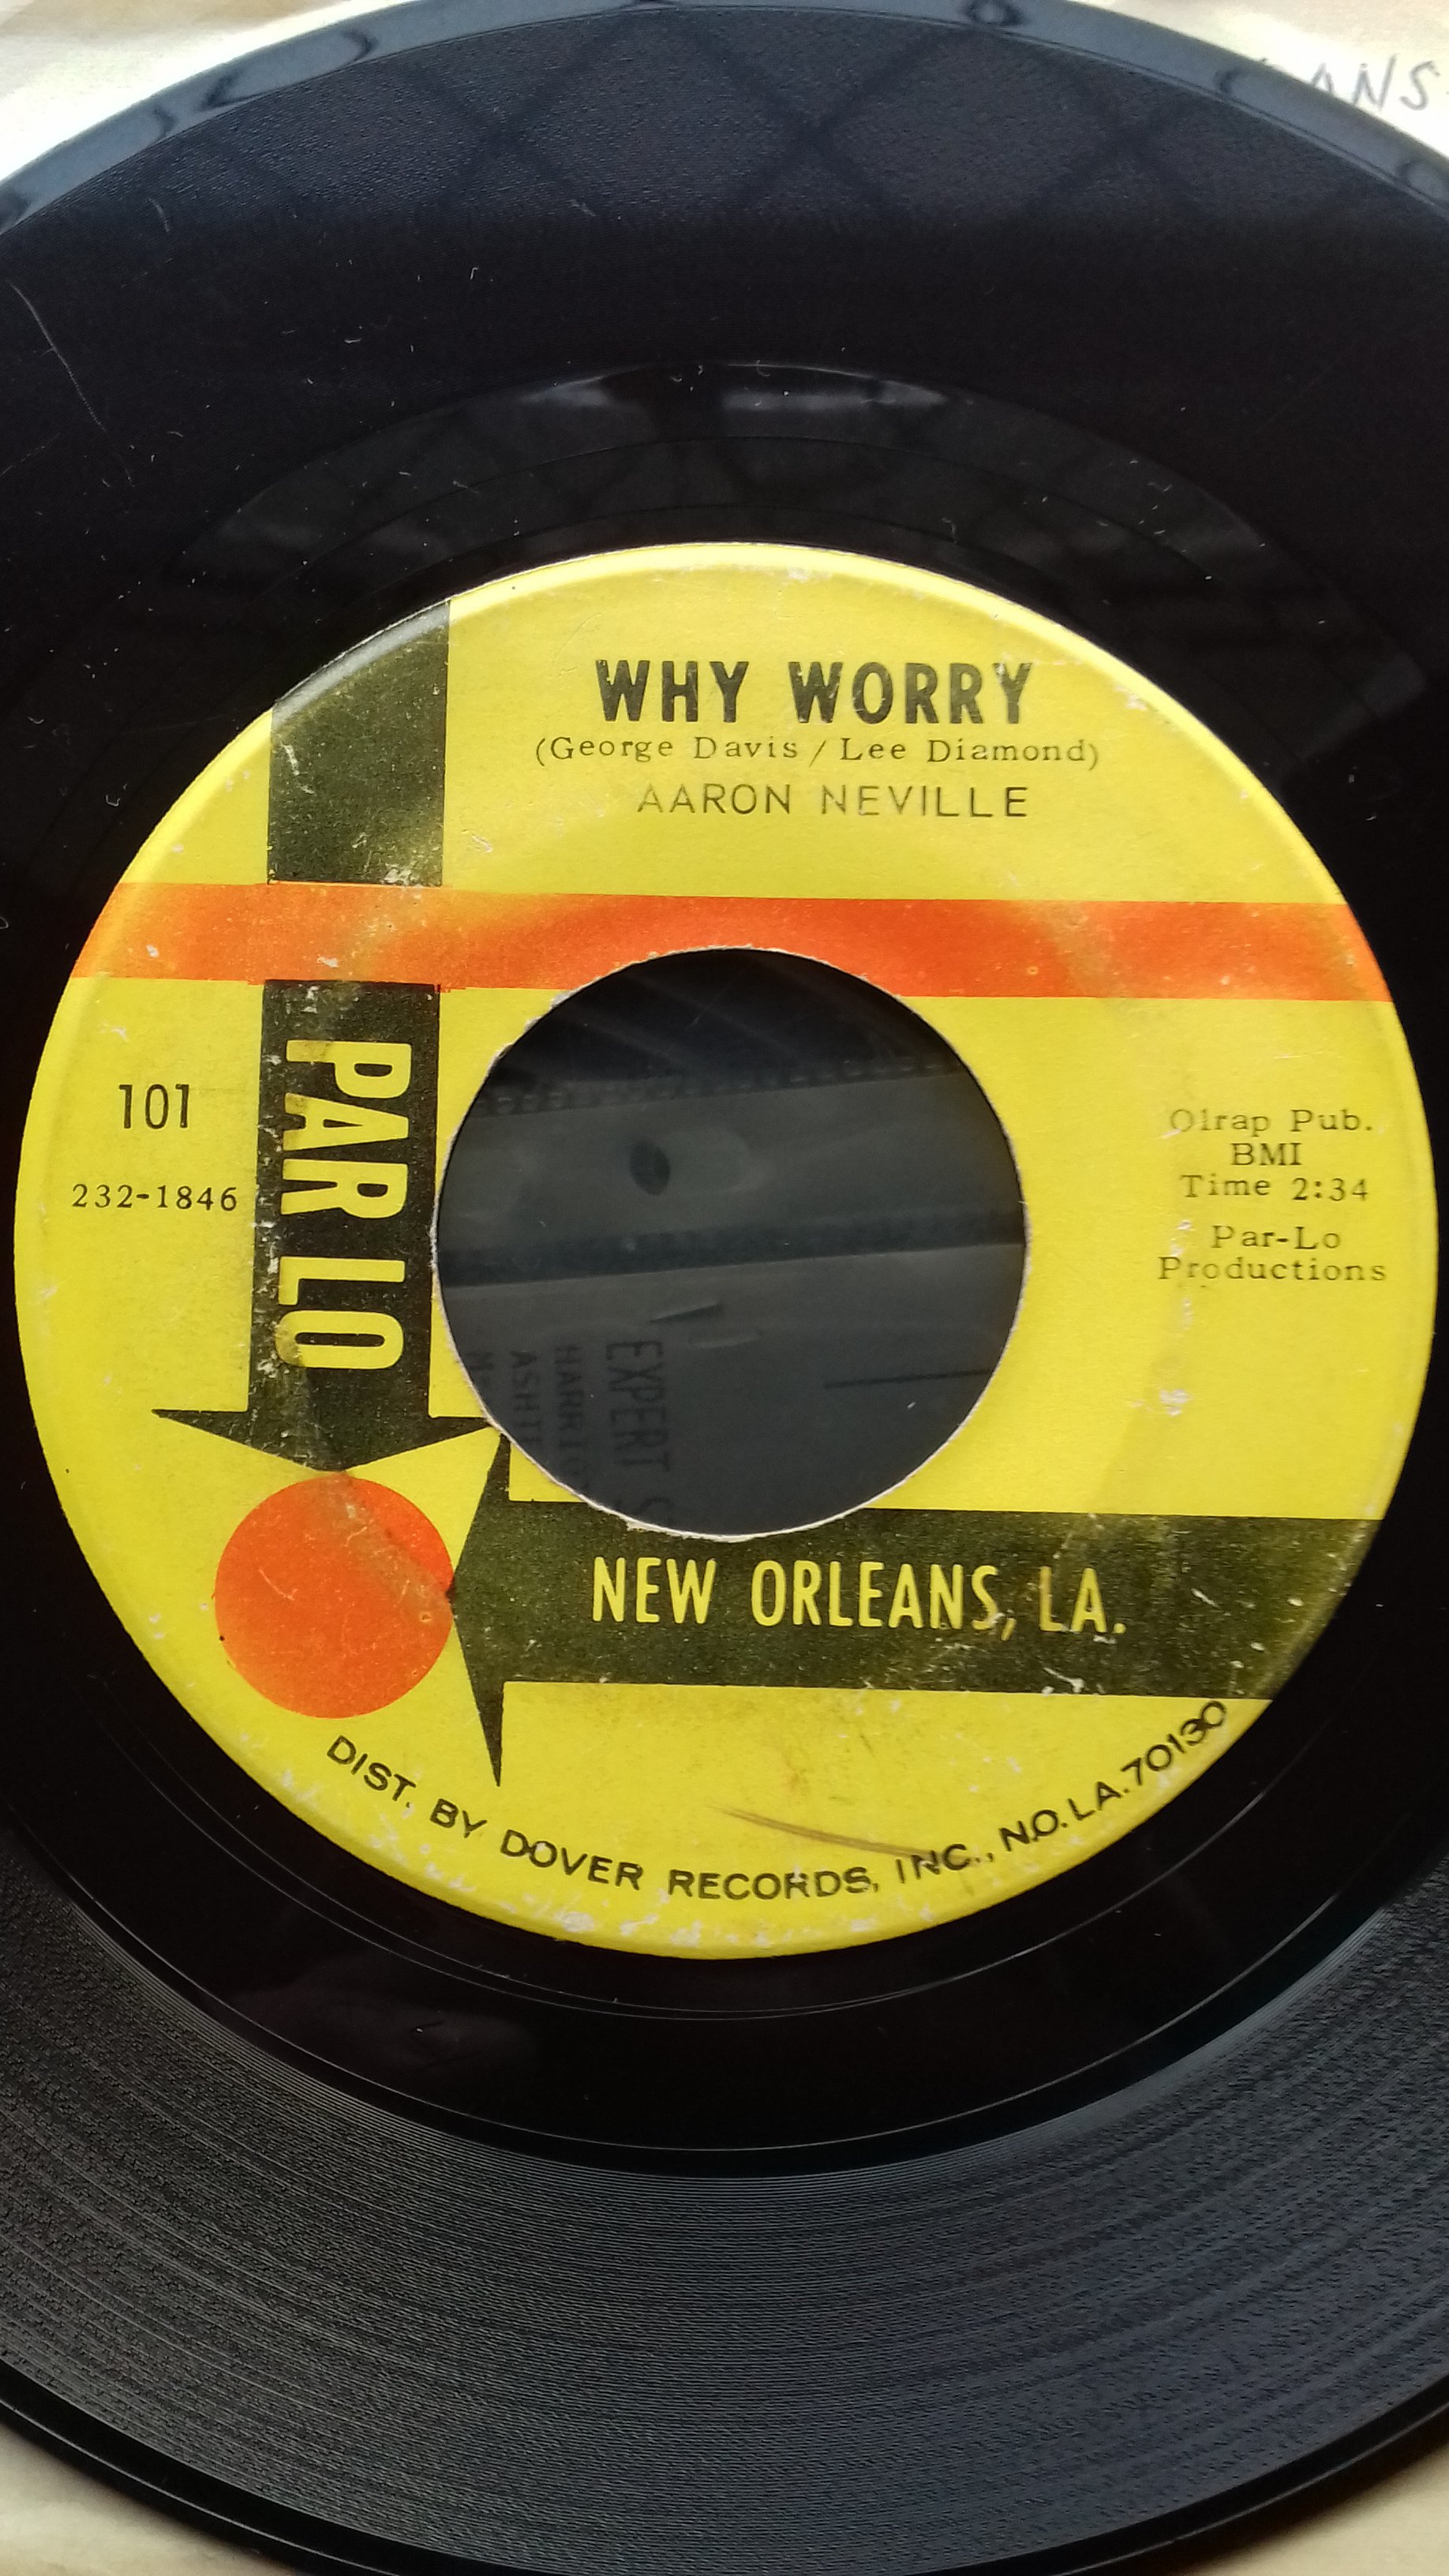 WHY WORRY
(George Davis / Lee Diamond)
AARON NEVILLE
PAR LO
101
232-1846
Olrap Pub.
BMI
Time 2:34
Par-Lo
Productions
NEW ORLEANS, LA.
DIST. BY DOVER RECORDS, INC., N.O. LA. 70130
EXPERT